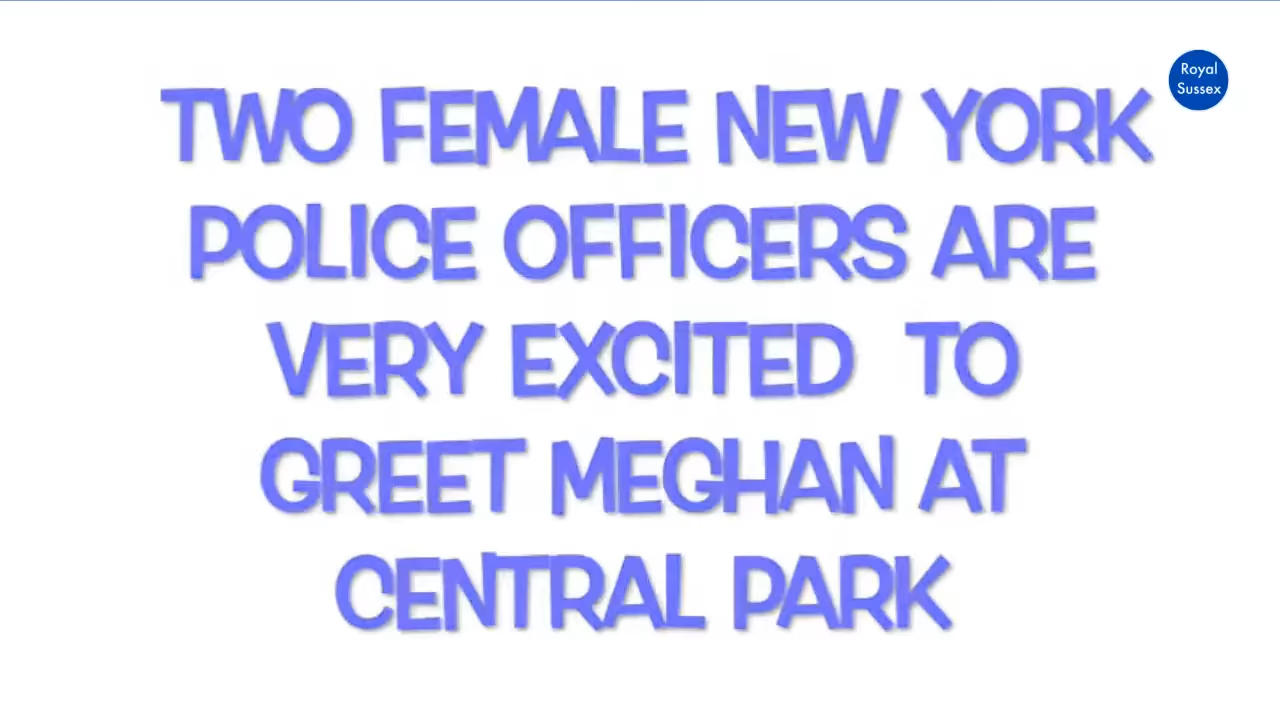 Royal
Sussex
TWO FEMALE NEW YORK
POLICE OFFICERS ARE
VERY EXCITED TO
GREET MEGHAN AT
CENTRAL PARK